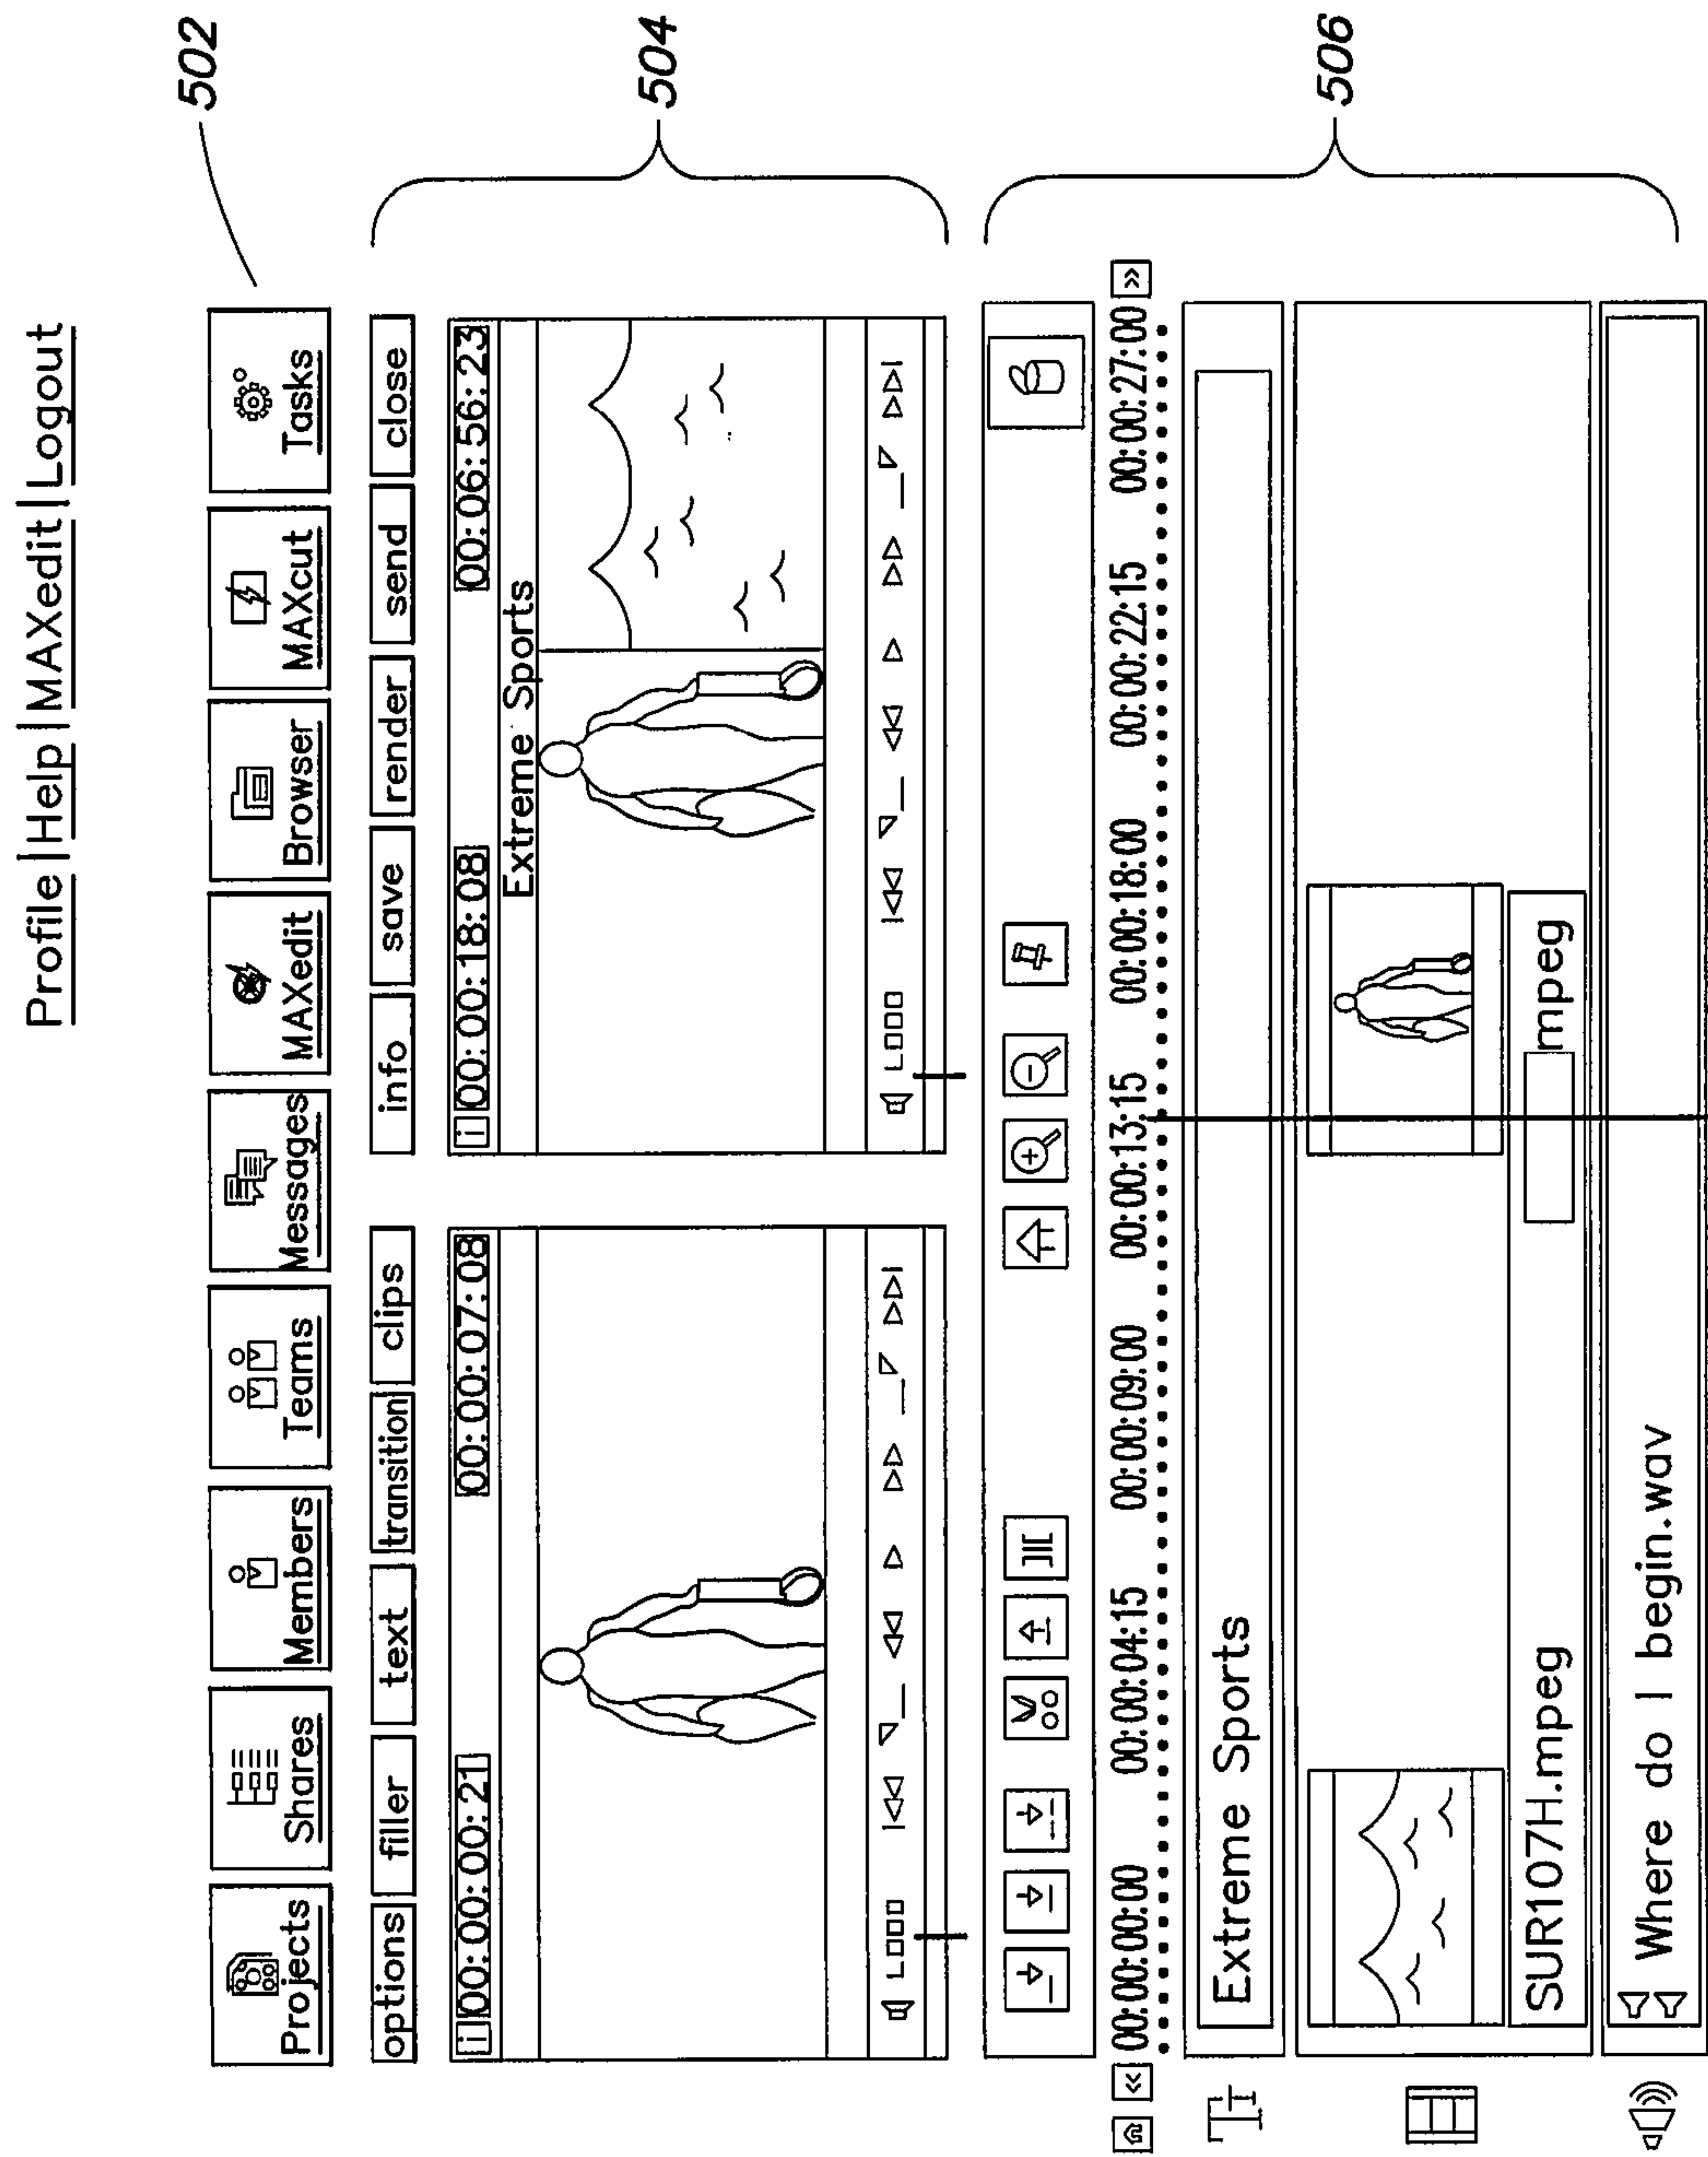 Profile | Help | MAXedit | Logout
502
Projects Shares Members Teams Messages MAXedit Browser MAXcut Tasks
options filler text transition clips info save render send close
504
i 00:00:00:21 00:00:07:08 i 00:00:18:08 00:06:56:23
Extreme Sports
506
00:00:00:00 00:00:04:15 00:00:09:00 00:00:13:15 00:00:18:00 00:00:22:15 00:00:27:00
Extreme Sports
SUR107H.mpeg mpeg
Where do I begin.wav